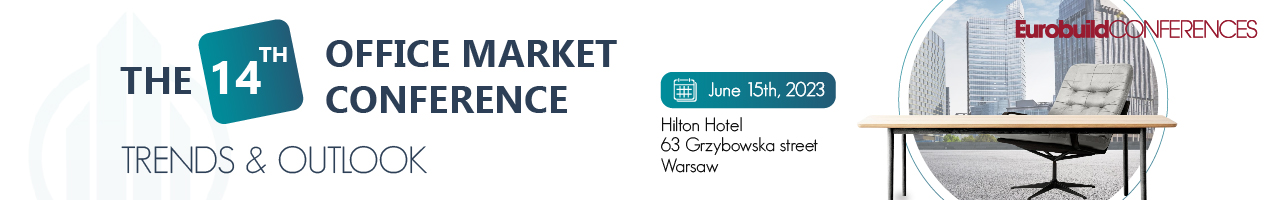 THE 14TH OFFICE MARKET
CONFERENCE
TRENDS & OUTLOOK
June 15th, 2023
Hilton Hotel
63 Grzybowska street
Warsaw
EurobuildCONFERENCES